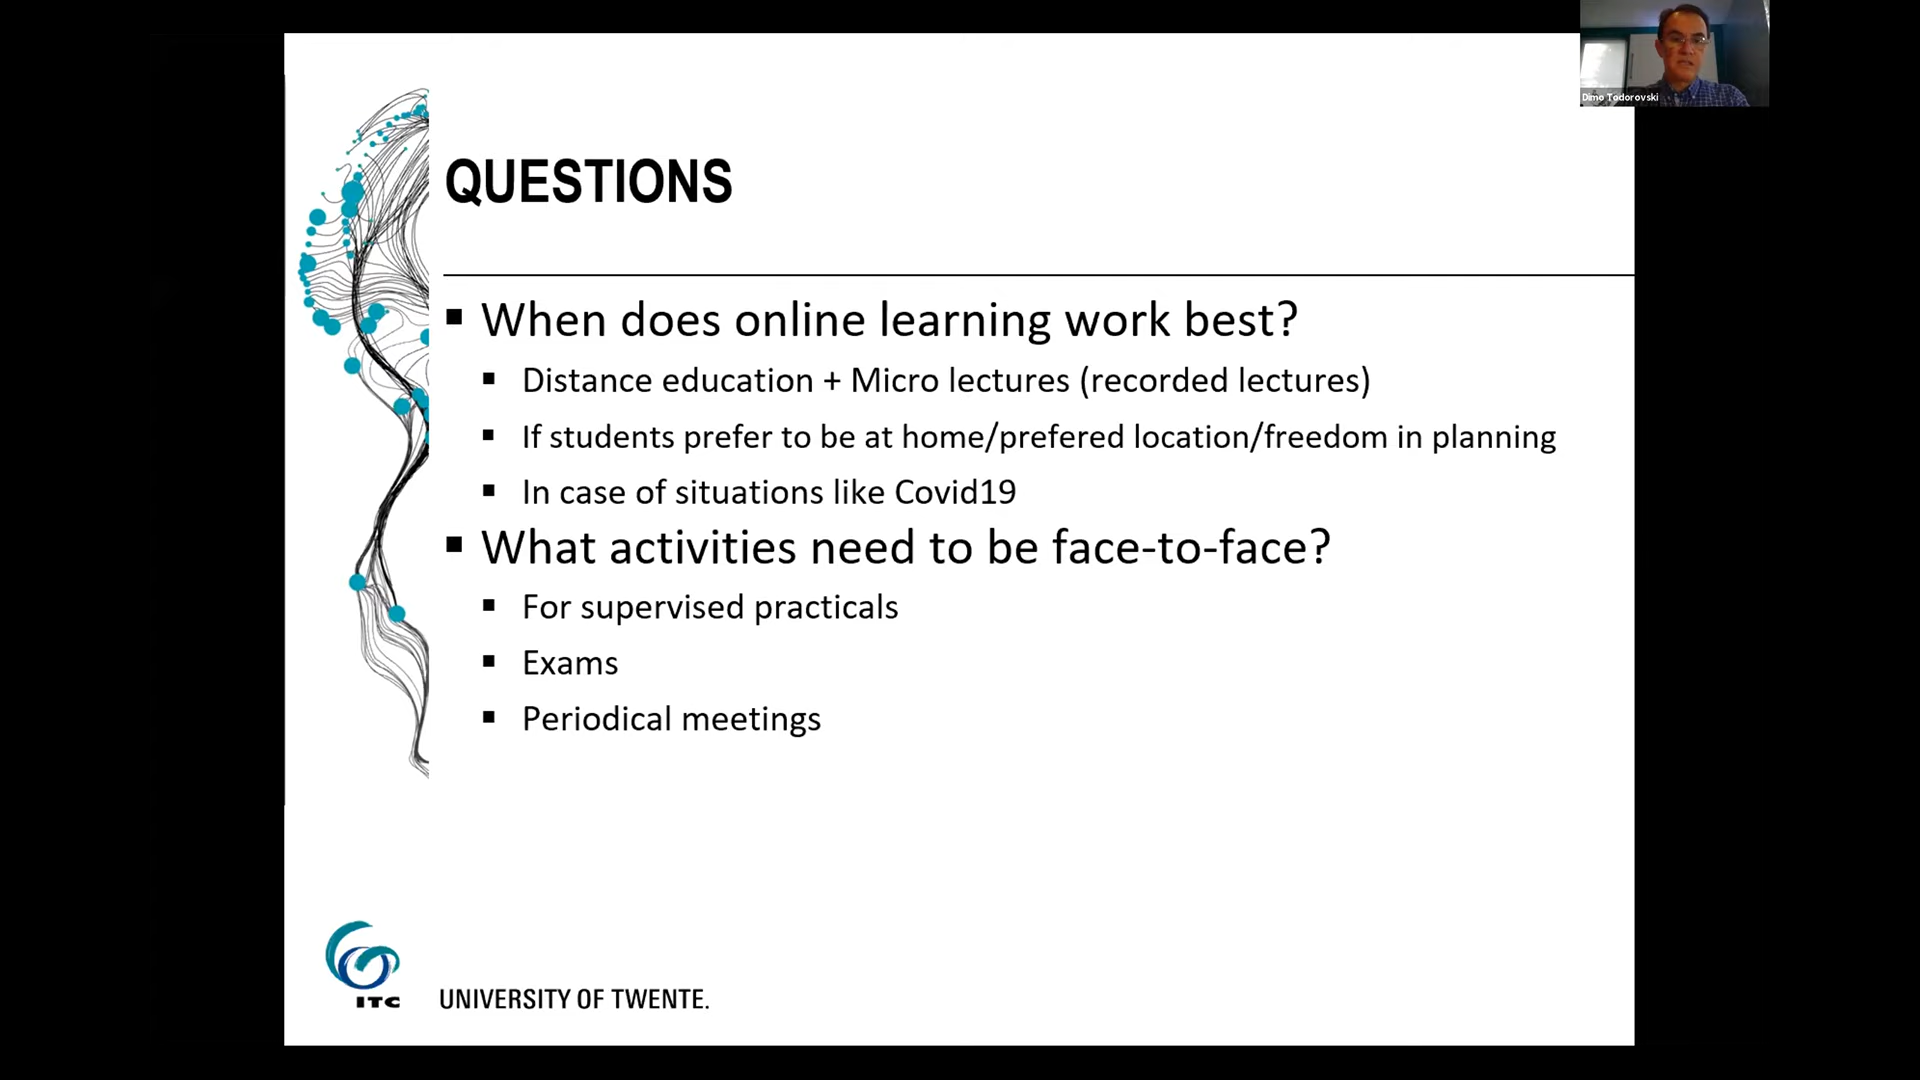 Dimo Todorovski
QUESTIONS
When does online learning work best?
Distance education + Micro lectures (recorded lectures)
If students prefer to be at home/prefered location/freedom in planning
In case of situations like Covid19
What activities need to be face-to-face?
For supervised practicals
Exams
Periodical meetings
ITC
UNIVERSITY OF TWENTE.